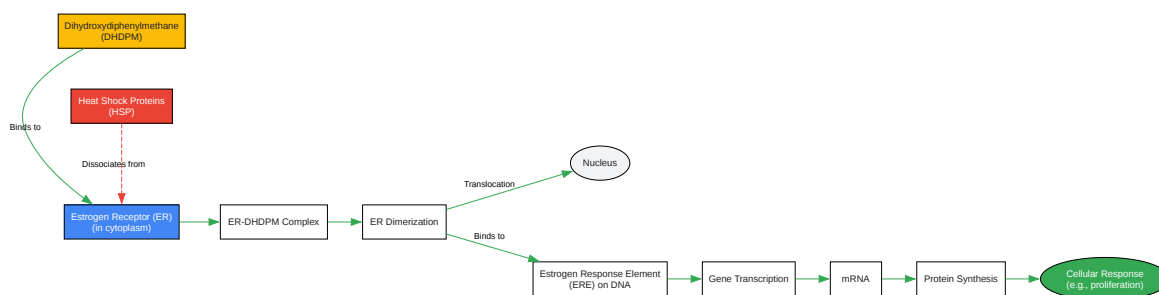 Dihydroxydiphenylmethane
(DHDPM)
Heat Shock Proteins
(HSP)
Binds to
Dissociates from
Nucleus
Translocation
Estrogen Receptor (ER)
(in cytoplasm)
ER-DHDPM Complex
ER Dimerization
Binds to
Estrogen Response Element
(ERE) on DNA
Gene Transcription
mRNA
Protein Synthesis
Cellular Response
(e.g., proliferation)